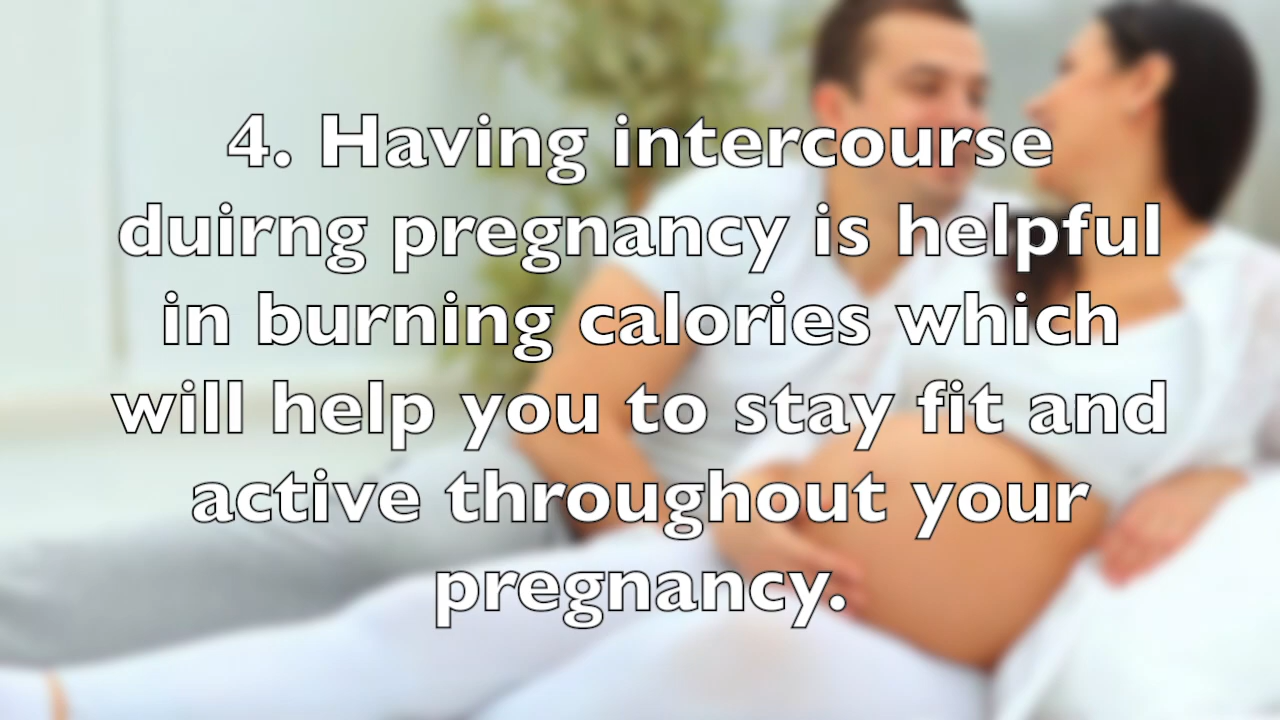 4. Having intercourse
duirng pregnancy is helpful
in burning calories which
will help you to stay fit and
active throughout your
pregnancy.